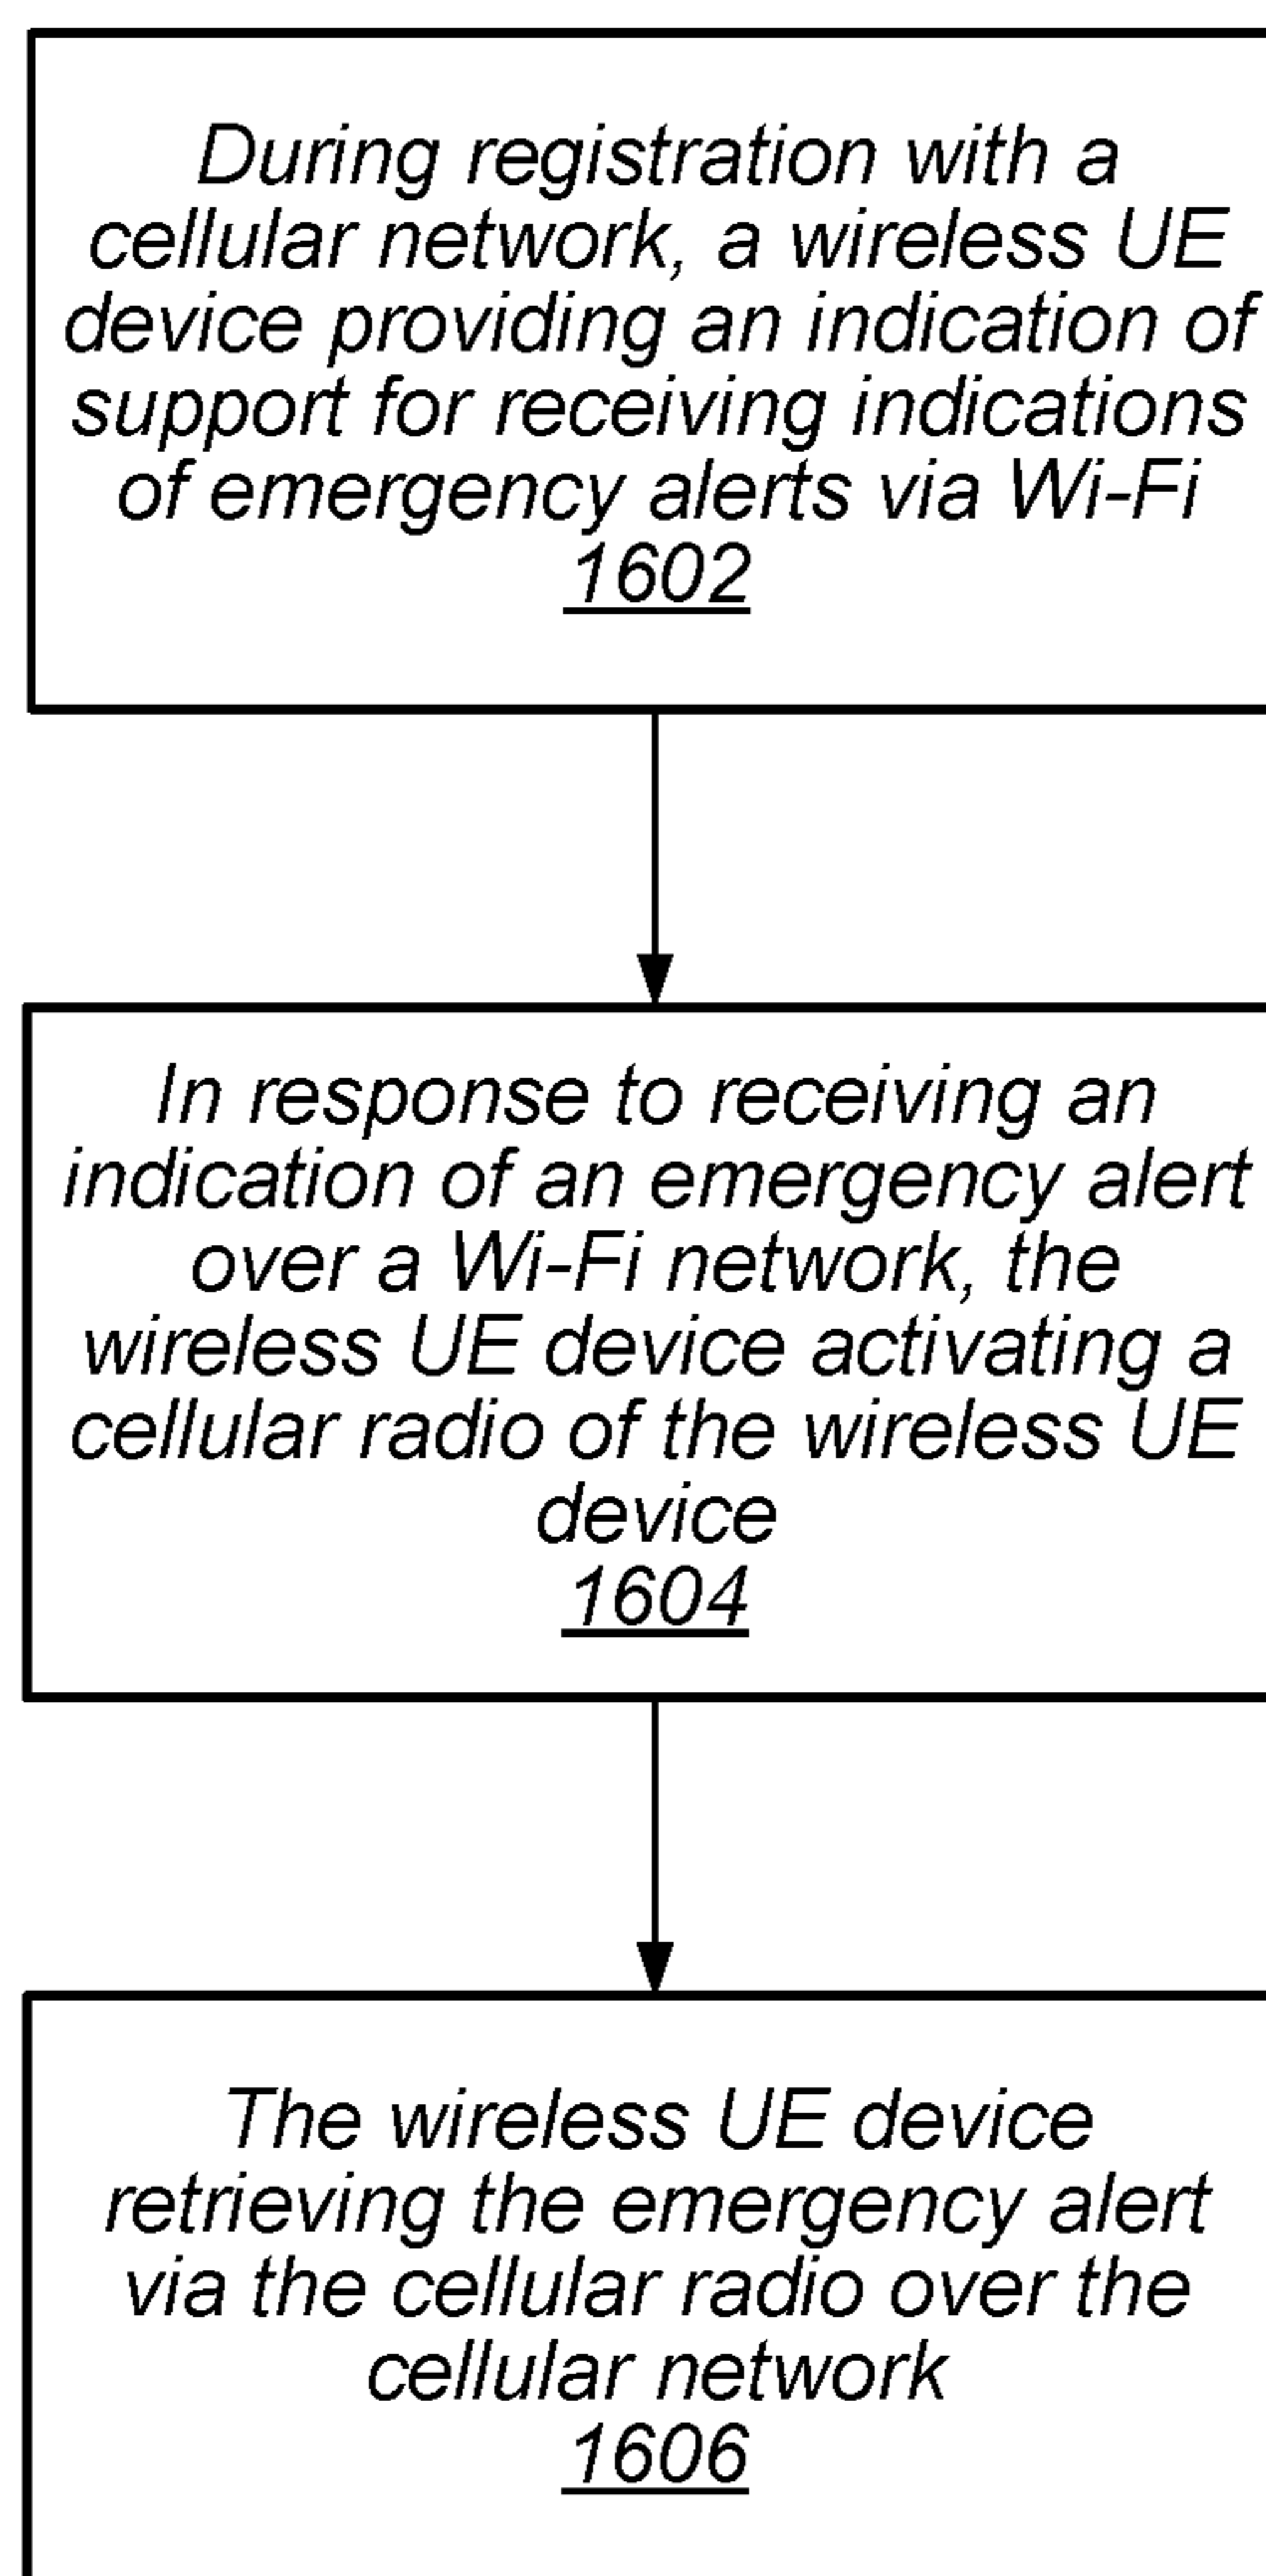 During registration with a
cellular network, a wireless UE
device providing an indication of
support for receiving indications
of emergency alerts via Wi-Fi
1602
In response to receiving an
indication of an emergency alert
over a Wi-Fi network, the
wireless UE device activating a
cellular radio of the wireless UE
device
1604
The wireless UE device
retrieving the emergency alert
via the cellular radio over the
cellular network
1606